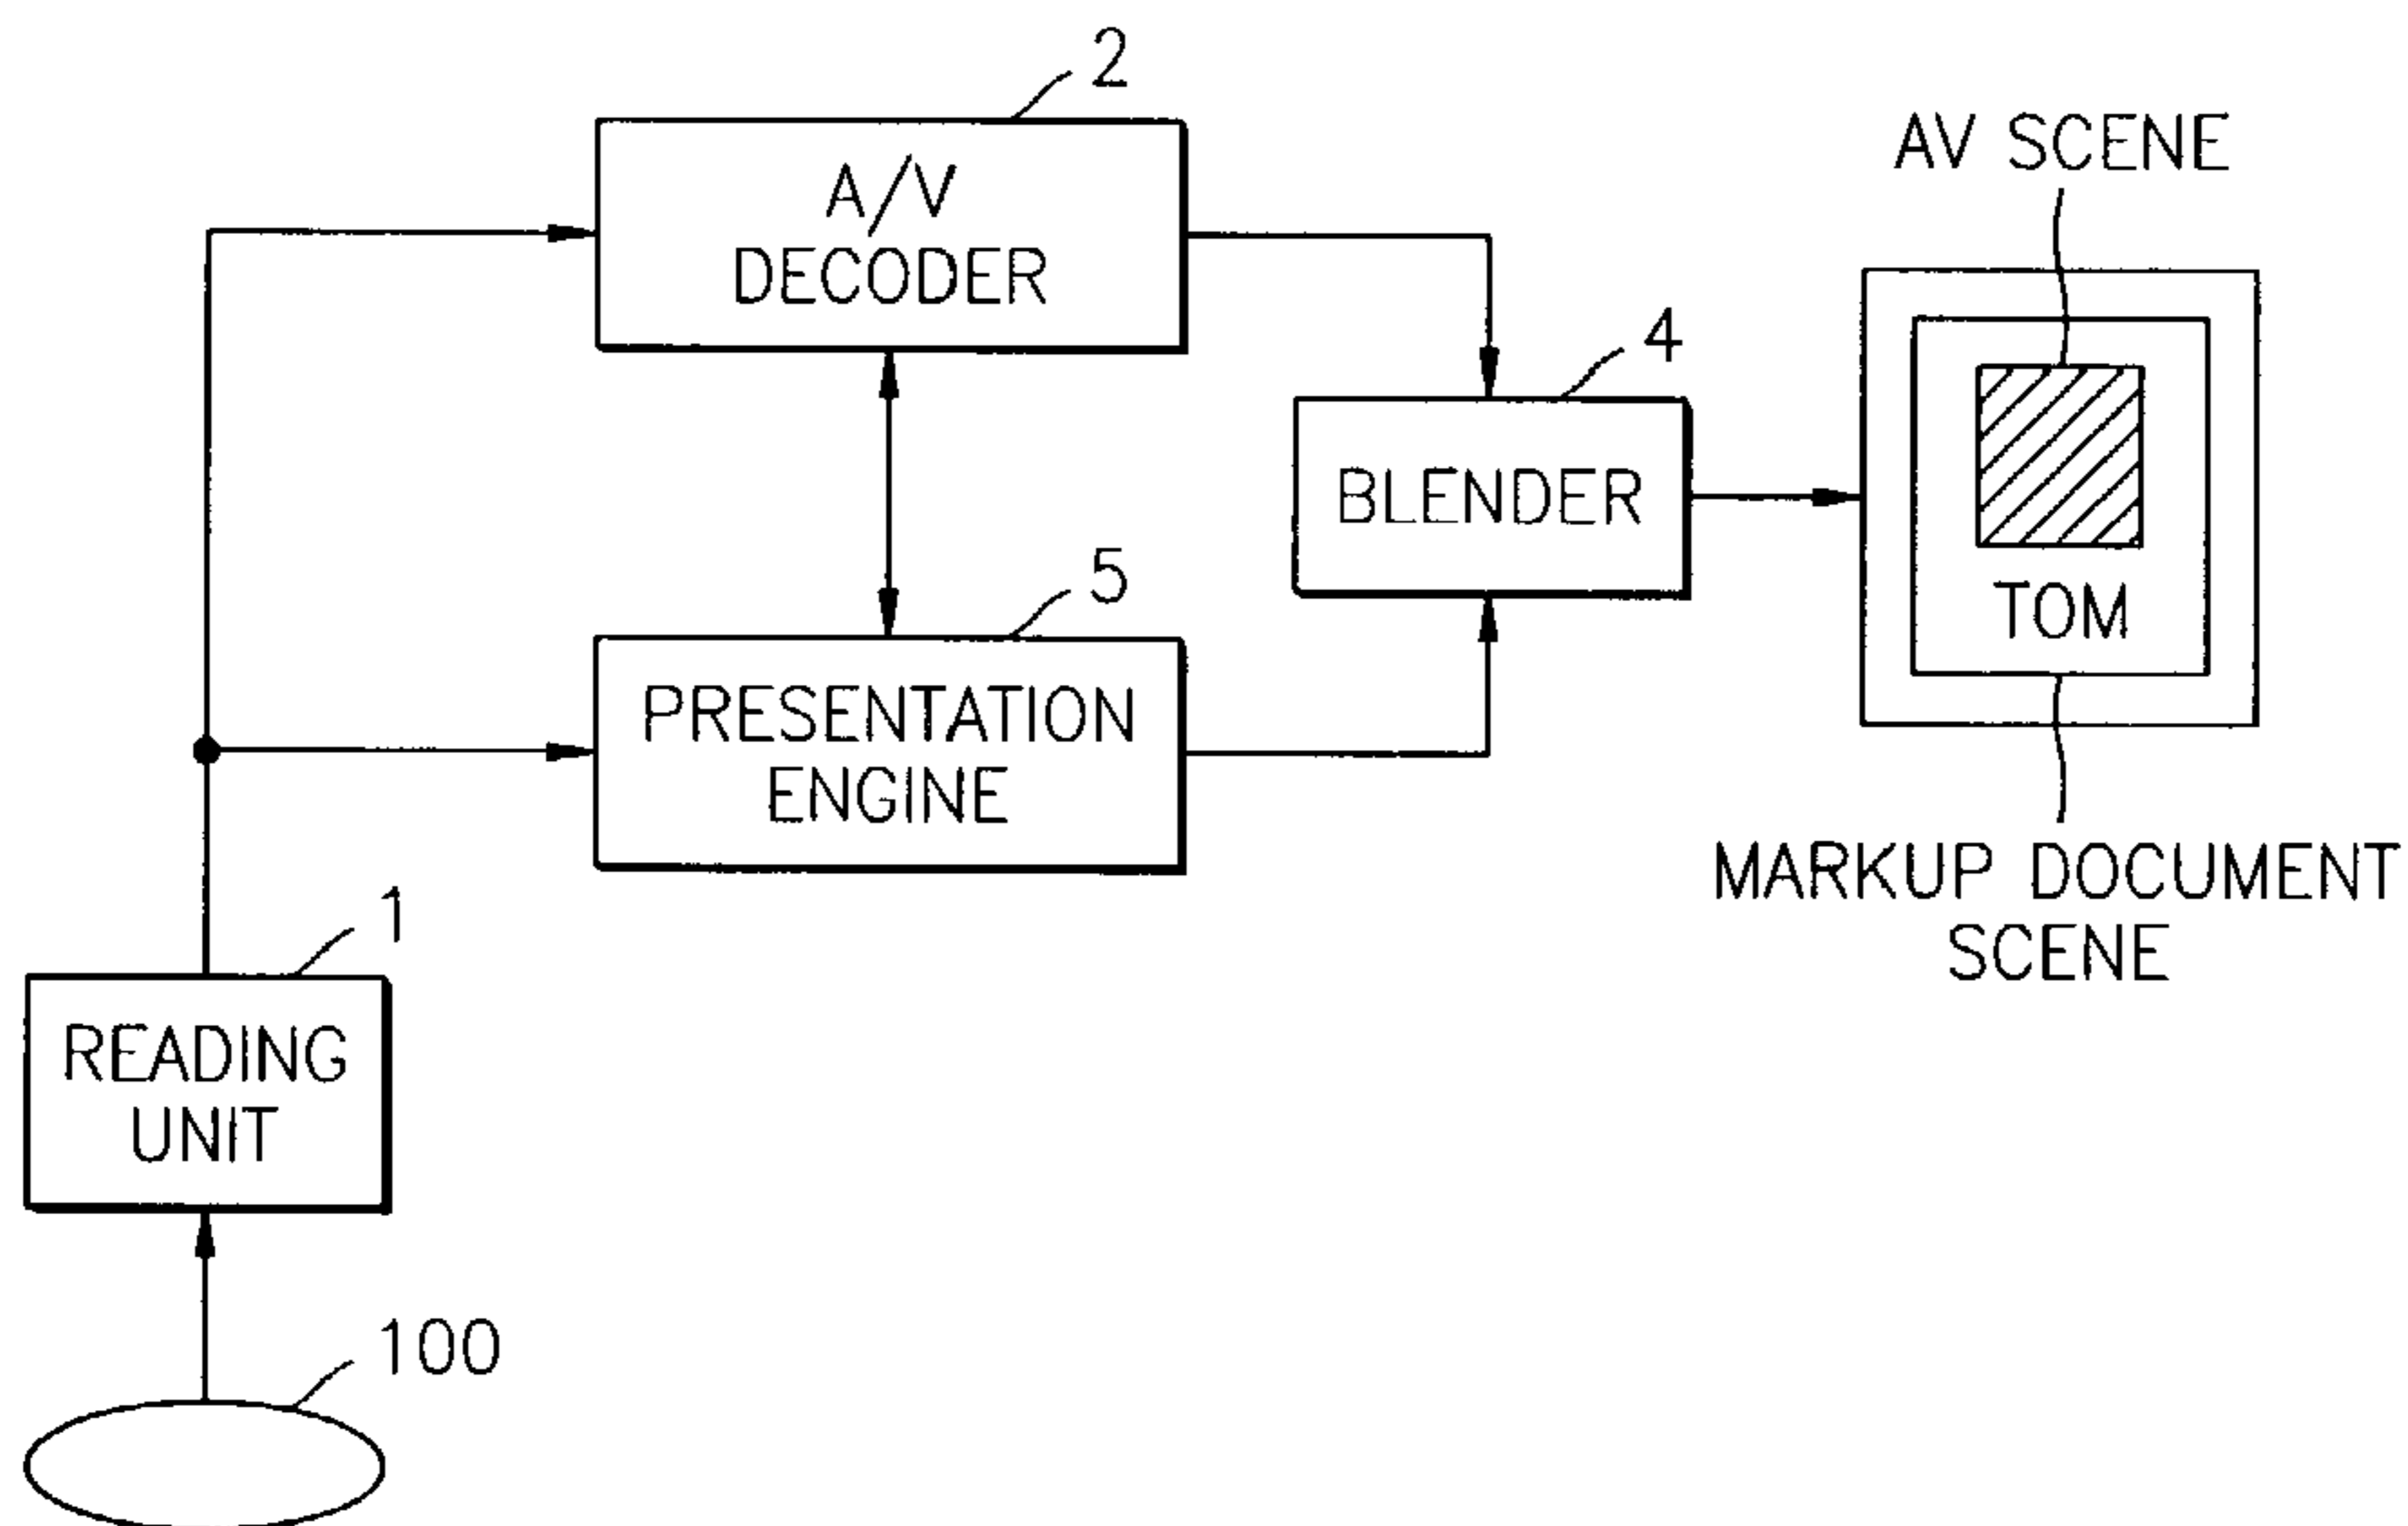 2
A/V
DECODER
AV SCENE
4
BLENDER
TOM
5
PRESENTATION
ENGINE
MARKUP DOCUMENT
SCENE
1
READING
UNIT
100